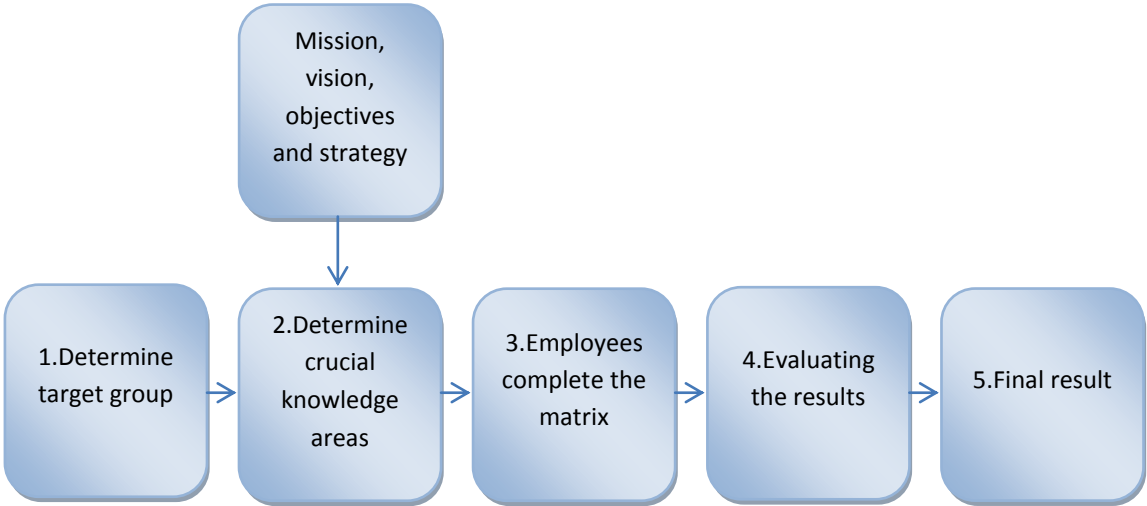 Mission,
vision,
objectives
and strategy
1.Determine
target group
2.Determine
crucial
knowledge
areas
3.Employees
complete the
matrix
4.Evaluating
the results
5.Final result